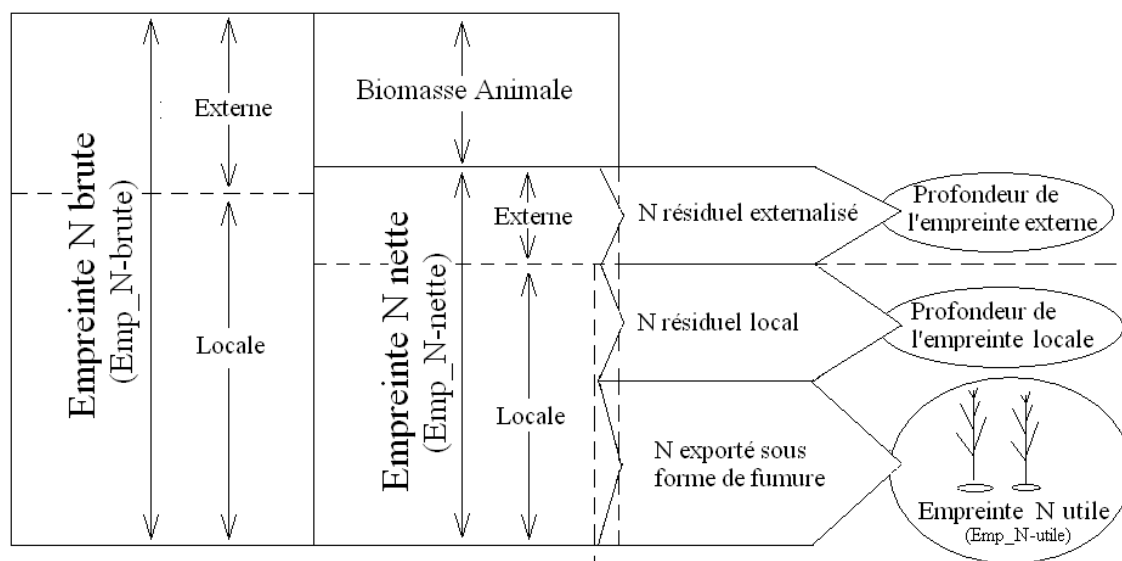 Empreinte N brute
(Emp_N-brute)
Externe
Locale
Biomasse Animale
Empreinte N nette
(Emp_N-nette)
Externe
Locale
N résiduel externalisé
N résiduel local
N exporté sous
forme de fumure
Profondeur de
l'empreinte externe
Profondeur de
l'empreinte locale
Empreinte N utile
(Emp_N-utile)